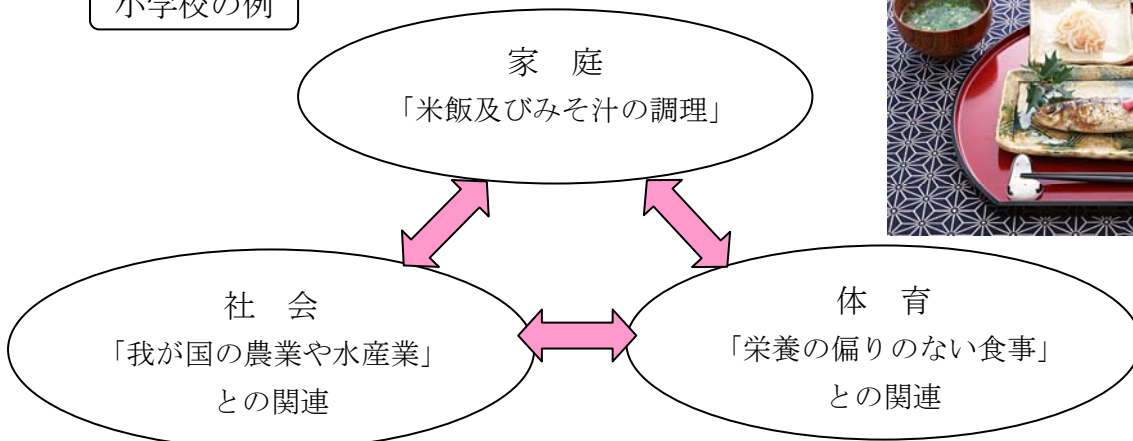 小学校の例
家　庭
「米飯及びみそ汁の調理」
社　会
「我が国の農業や水産業」
との関連
体　育
「栄養の偏りのない食事」
との関連